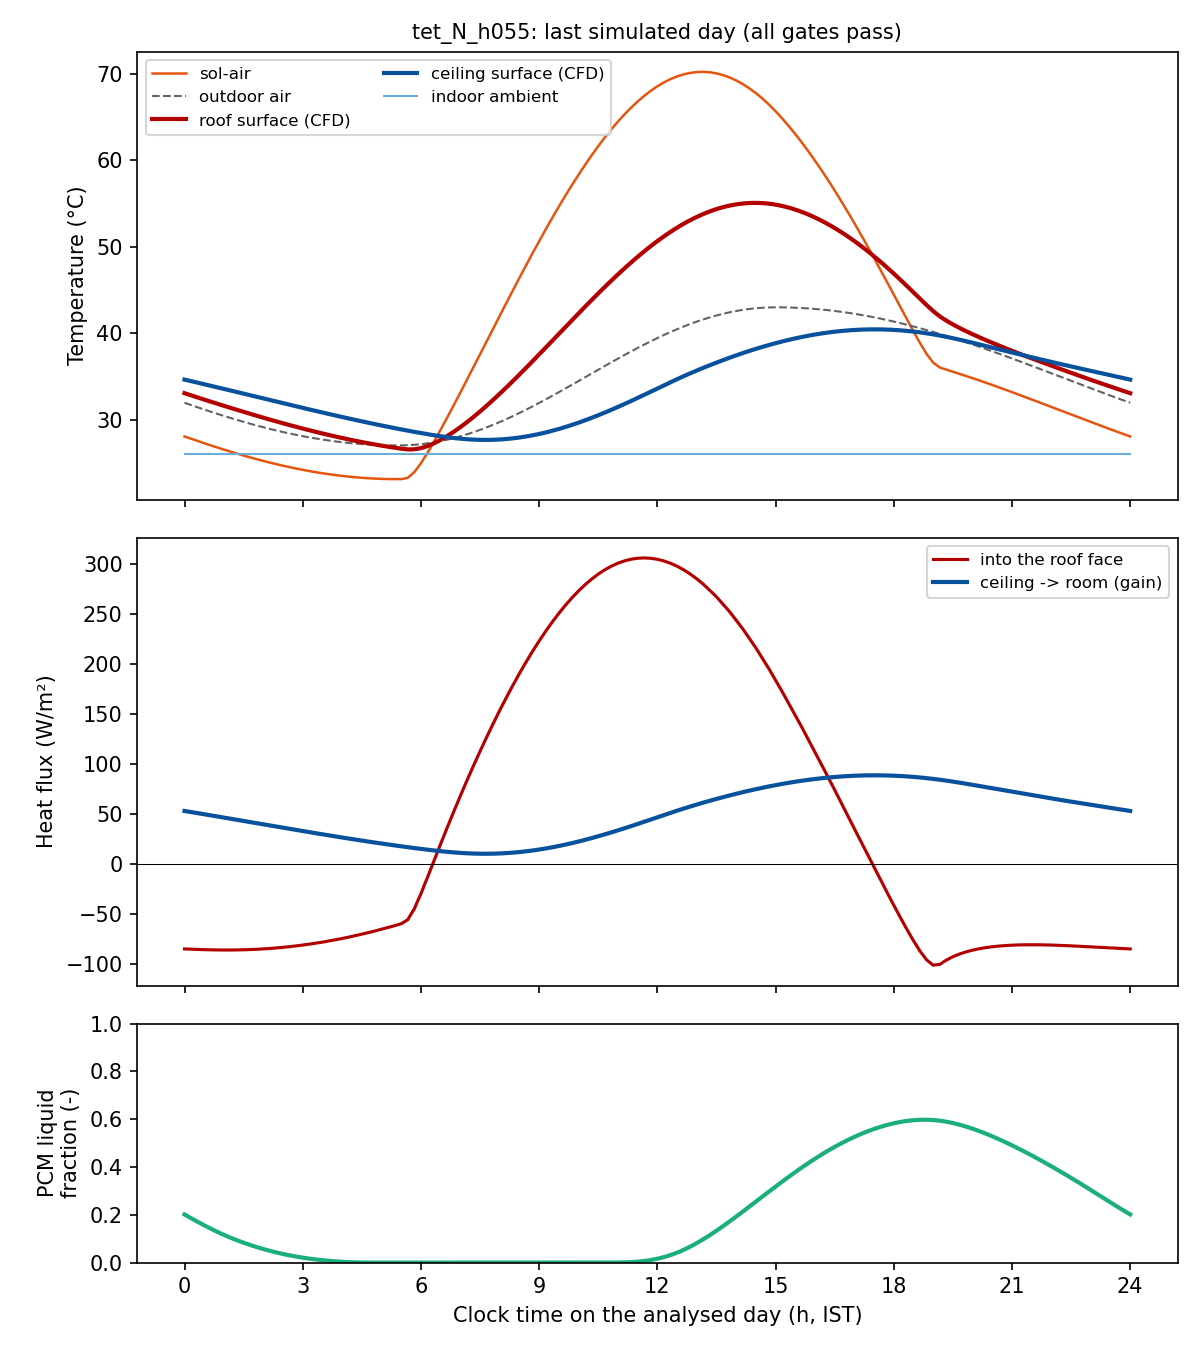 tet_N_h055: last simulated day (all gates pass)
sol-air
outdoor air
roof surface (CFD)
ceiling surface (CFD)
indoor ambient
Temperature (°C)
70
60
50
40
30
into the roof face
ceiling -> room (gain)
Heat flux (W/m²)
300
250
200
150
100
50
0
−50
−100
PCM liquid
fraction (-)
1.0
0.8
0.6
0.4
0.2
0.0
0 3 6 9 12 15 18 21 24
Clock time on the analysed day (h, IST)